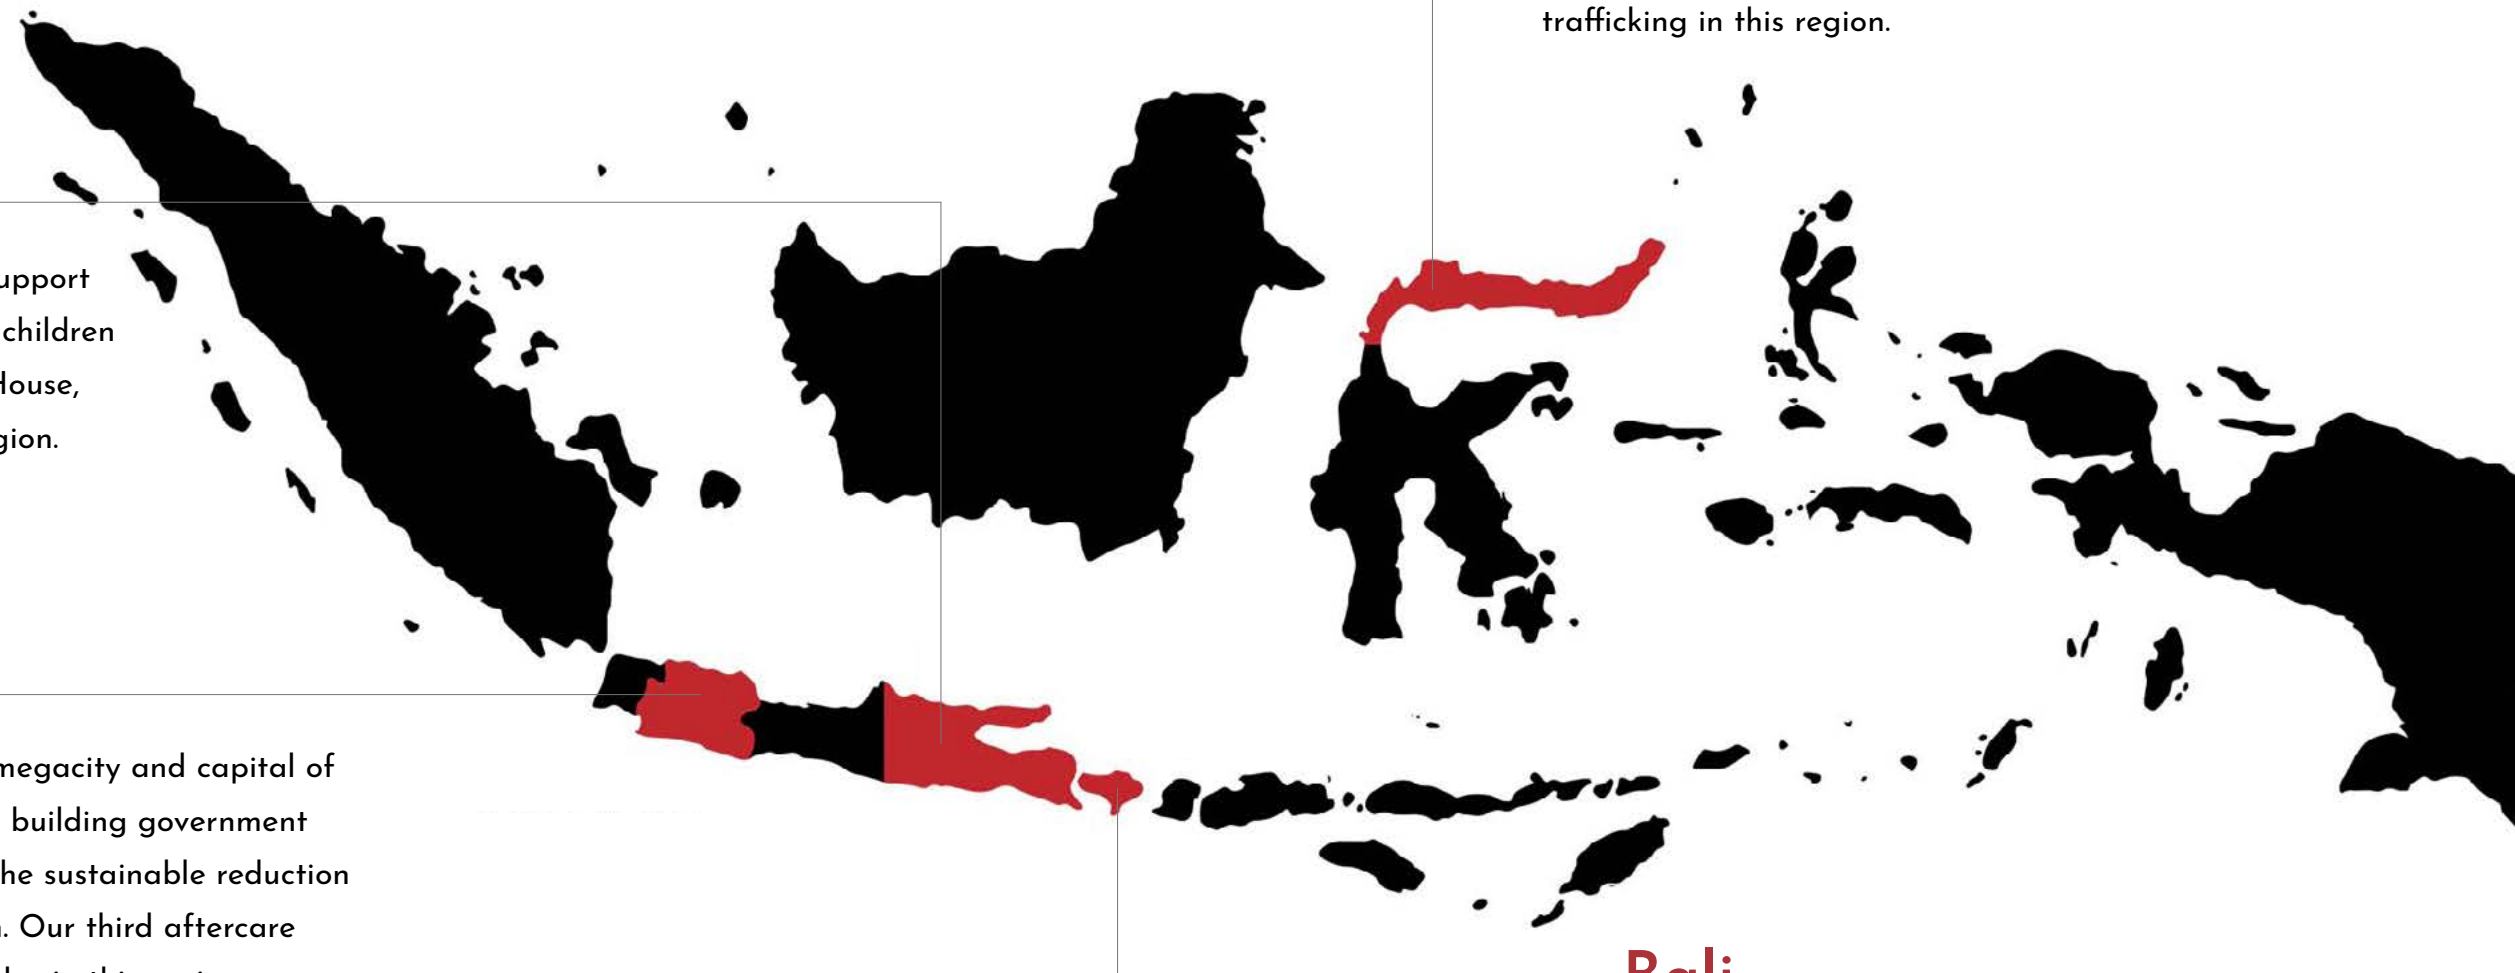 trafficking in this region.
upport
children
House,
gion.
megacity and capital of
building government
he sustainable reduction
. Our third aftercare
Bali